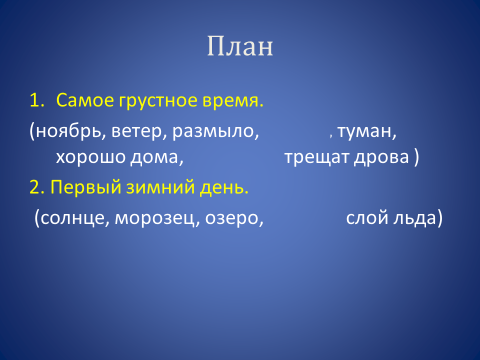 План
1. Самое грустное время.
(ноябрь, ветер, размыло, , туман,
хорошо дома, трещат дрова )
2. Первый зимний день.
(солнце, морозец, озеро, слой льда)